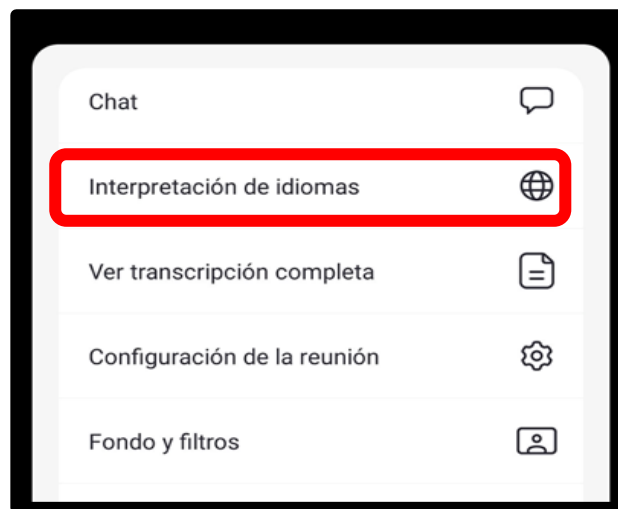 Chat
Interpretación de idiomas
Ver transcripción completa
Configuración de la reunión
Fondo y filtros